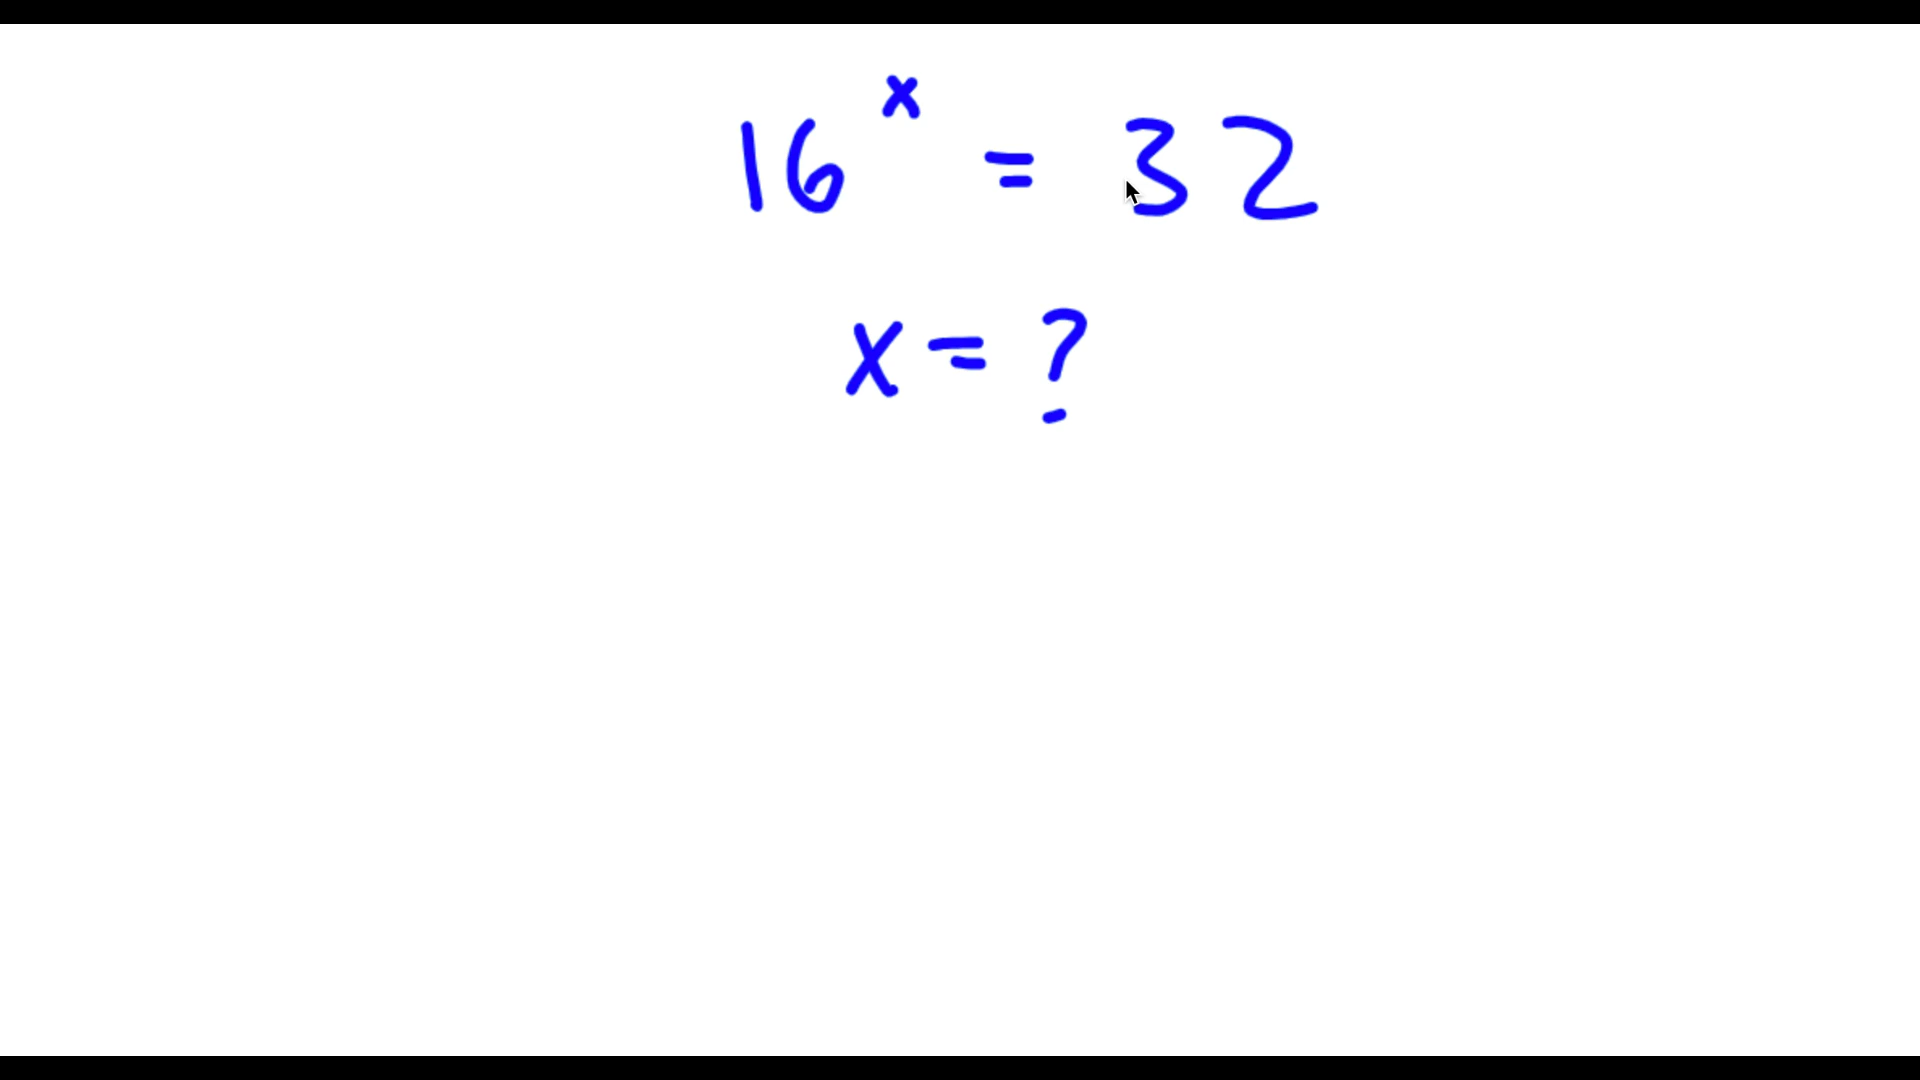 16^x = 32
x = ?